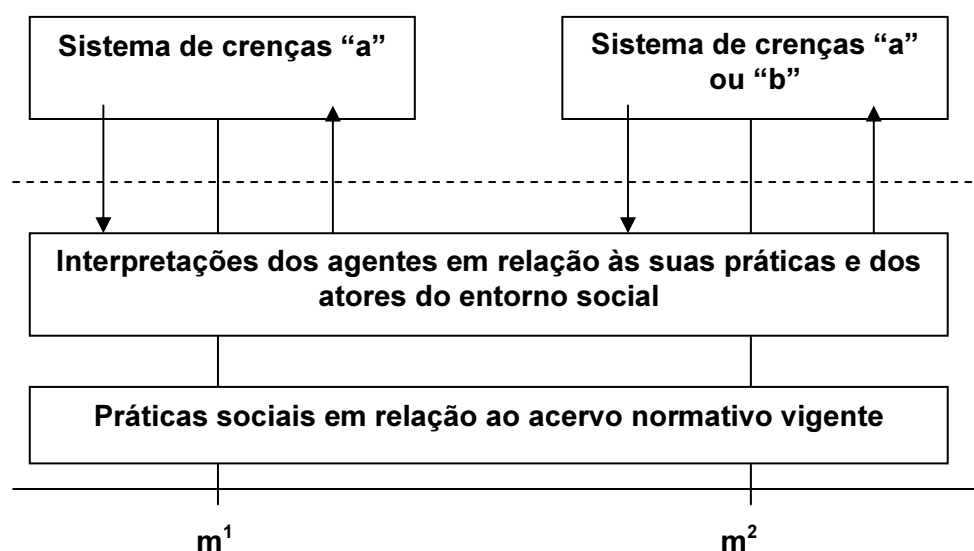 Sistema de crenças “a”
Sistema de crenças “a”
ou “b”
Interpretações dos agentes em relação às suas práticas e dos
atores do entorno social
Práticas sociais em relação ao acervo normativo vigente
m¹
m²